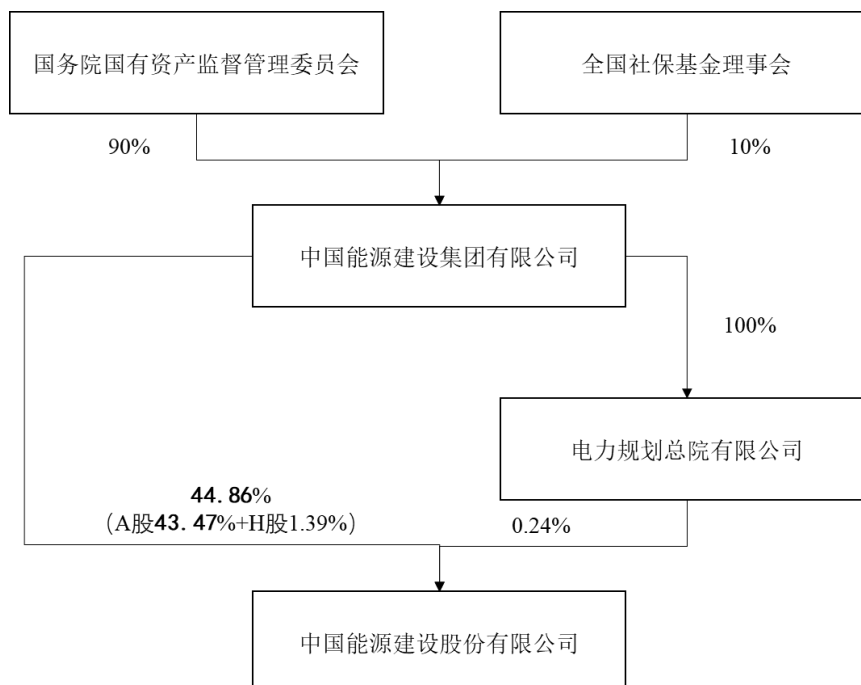 国务院国有资产监督管理委员会
全国社保基金理事会
90%
10%
中国能源建设集团有限公司
100%
电力规划总院有限公司
44.86%
（A股43.47%+H股1.39%）
0.24%
中国能源建设股份有限公司